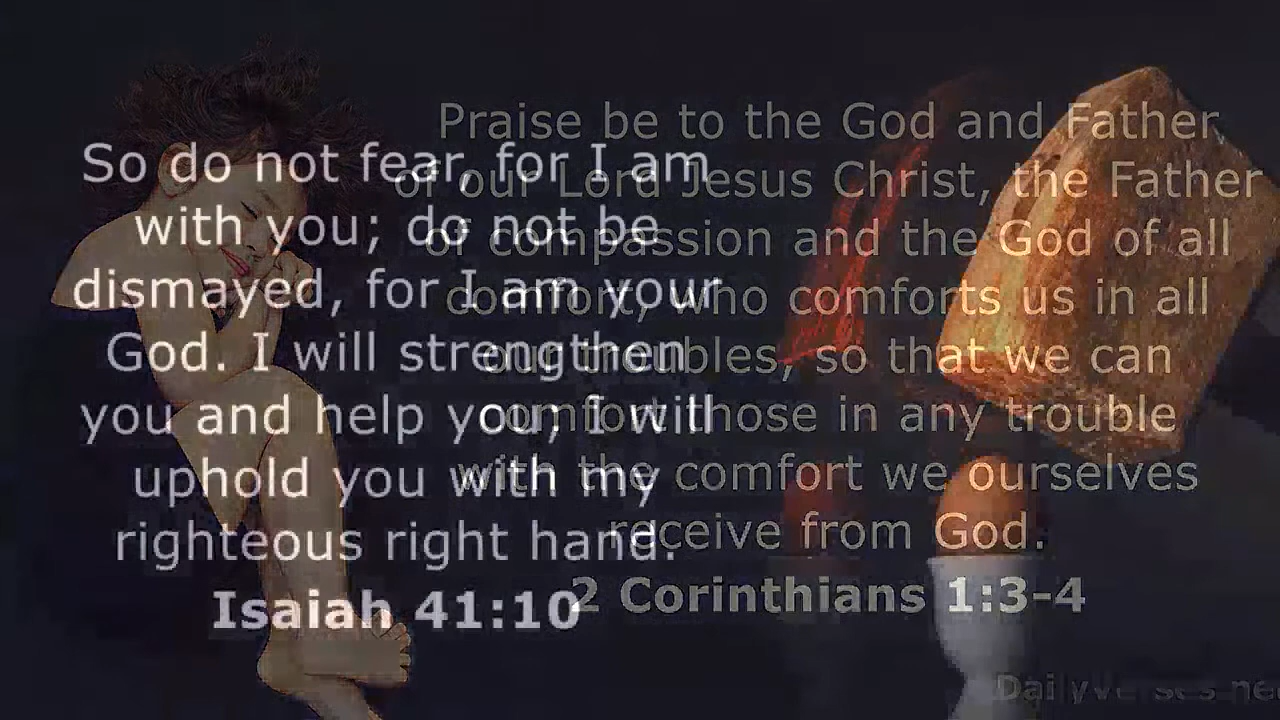 So do not fear, for I am
with you; do not be
dismayed, for I am your
God. I will strengthen
you and help you; I will
uphold you with my
righteous right hand.
Isaiah 41:10
Praise be to the God and Father
of our Lord Jesus Christ, the Father
of compassion and the God of all
comfort, who comforts us in all
our troubles, so that we can
comfort those in any trouble
with the comfort we ourselves
receive from God.
2 Corinthians 1:3-4
DailyVerses.ne